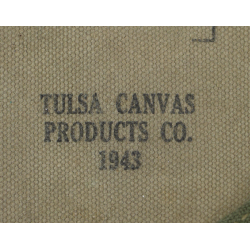 TULSA CANVAS
PRODUCTS CO.
1943